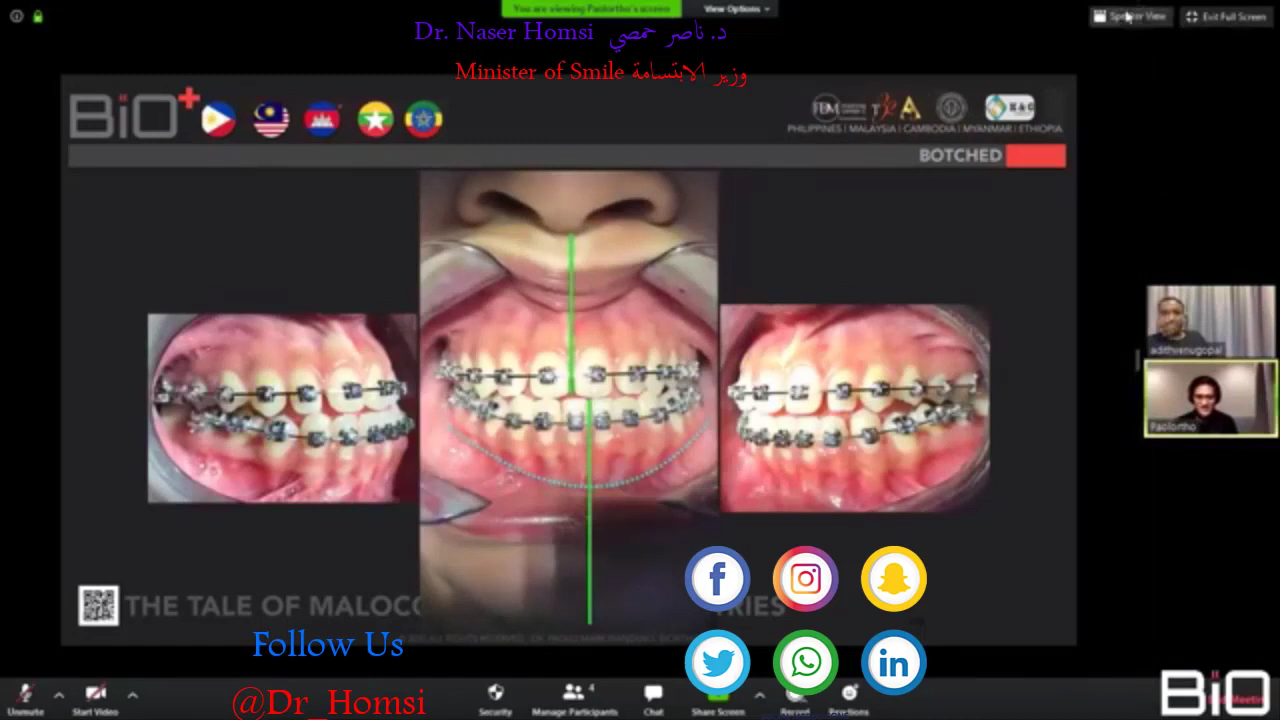 You are viewing Paolortho's screen
View Options
Speaker View
Exit Full Screen
Dr. Naser Homsi د. ناصر حمصي
Minister of Smile وزير الابتسامة
BiO+
PHILIPPINES | MALAYSIA | CAMBODIA | MYANMAR | ETHIOPIA
BOTCHED
adithvenugopal
Paolortho
THE TALE OF MALOCC
TRIES
Follow Us
@Dr_Homsi
Unmute
Start Video
Security
Manage Participants
4
Chat
Share Screen
Record
Reactions
BiO